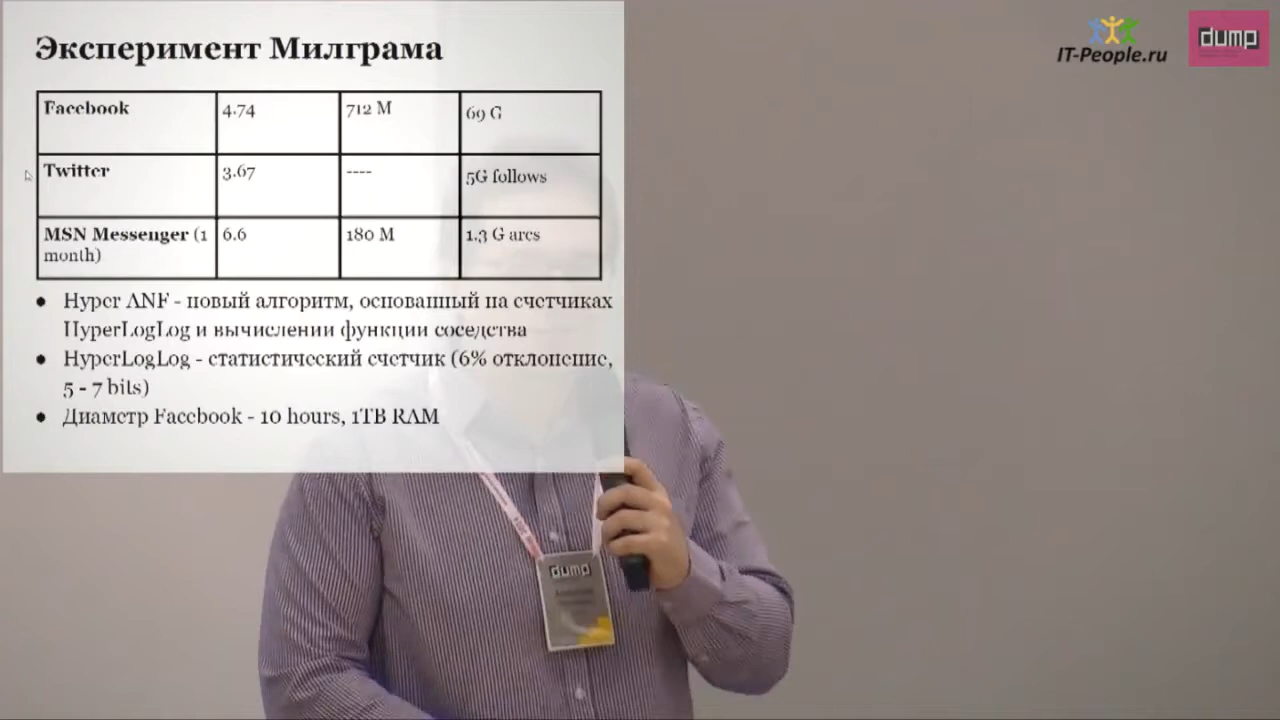 Эксперимент Милграма
IT-People.ru
dump
Facebook 4.74 712 M 69 G
Twitter 3.67 ---- 5G follows
MSN Messenger (1 month) 6.6 180 M 1.3 G arcs
● Hyper ANF - новый алгоритм, основанный на счетчиках
HyperLogLog и вычислении функции соседства
● HyperLogLog - статистический счетчик (6% отклонение,
5 - 7 bits)
● Диаметр Facebook - 10 hours, 1TB RAM
dump